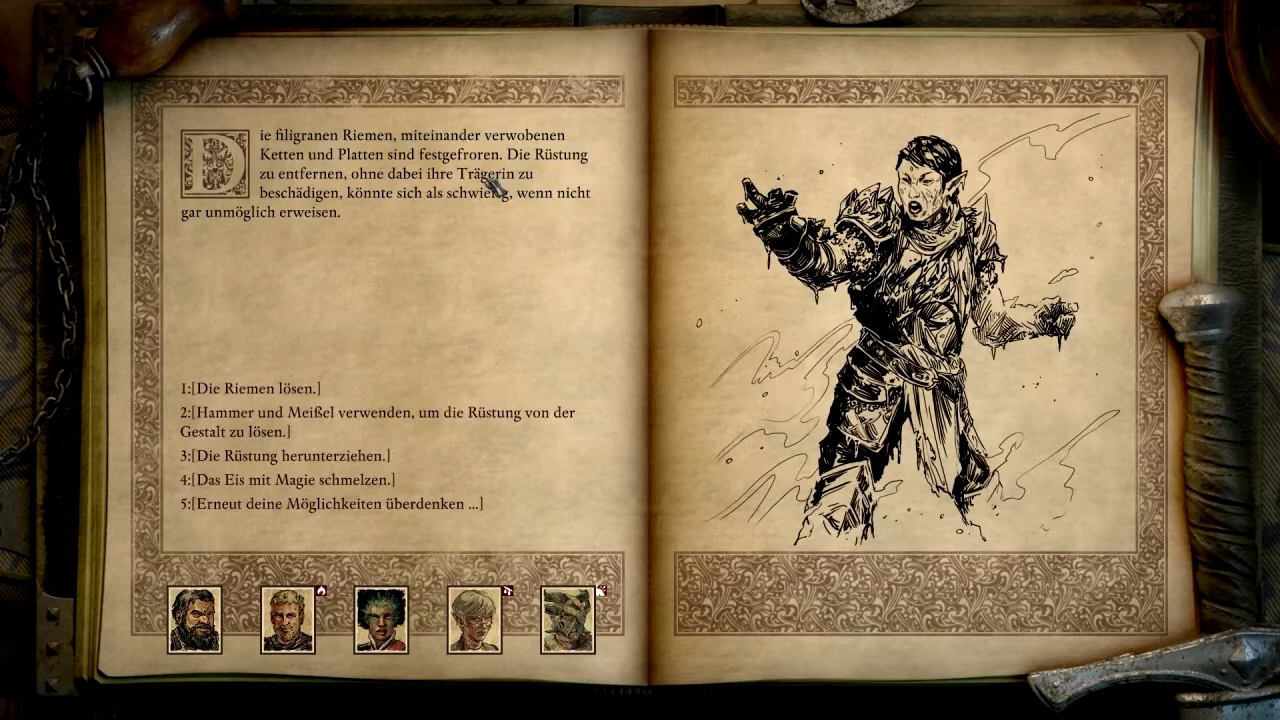 Die filigranen Riemen, miteinander verwobenen
Ketten und Platten sind festgefroren. Die Rüstung
zu entfernen, ohne dabei ihre Trägerin zu
beschädigen, könnte sich als schwierig, wenn nicht
gar unmöglich erweisen.
1:[Die Riemen lösen.]
2:[Hammer und Meißel verwenden, um die Rüstung von der
Gestalt zu lösen.]
3:[Die Rüstung herunterziehen.]
4:[Das Eis mit Magie schmelzen.]
5:[Erneut deine Möglichkeiten überdenken ...]